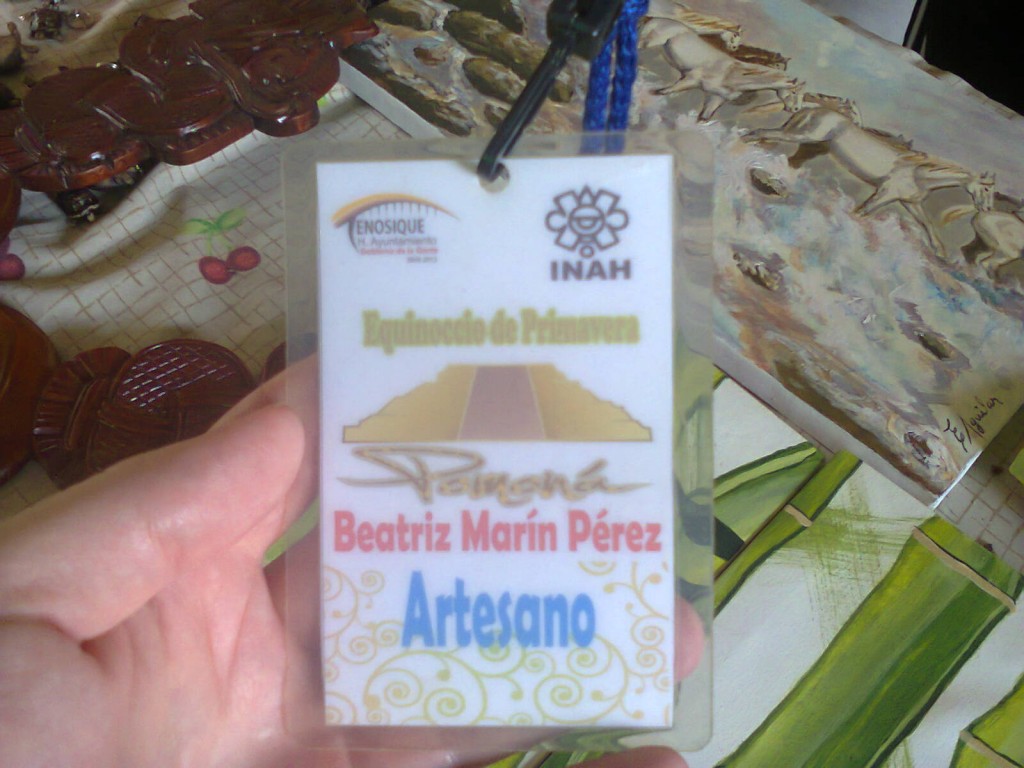 TENOSIQUE
H. Ayuntamiento
INAH
Equinoccio de Primavera
Pomoná
Beatriz Marín Pérez
Artesano